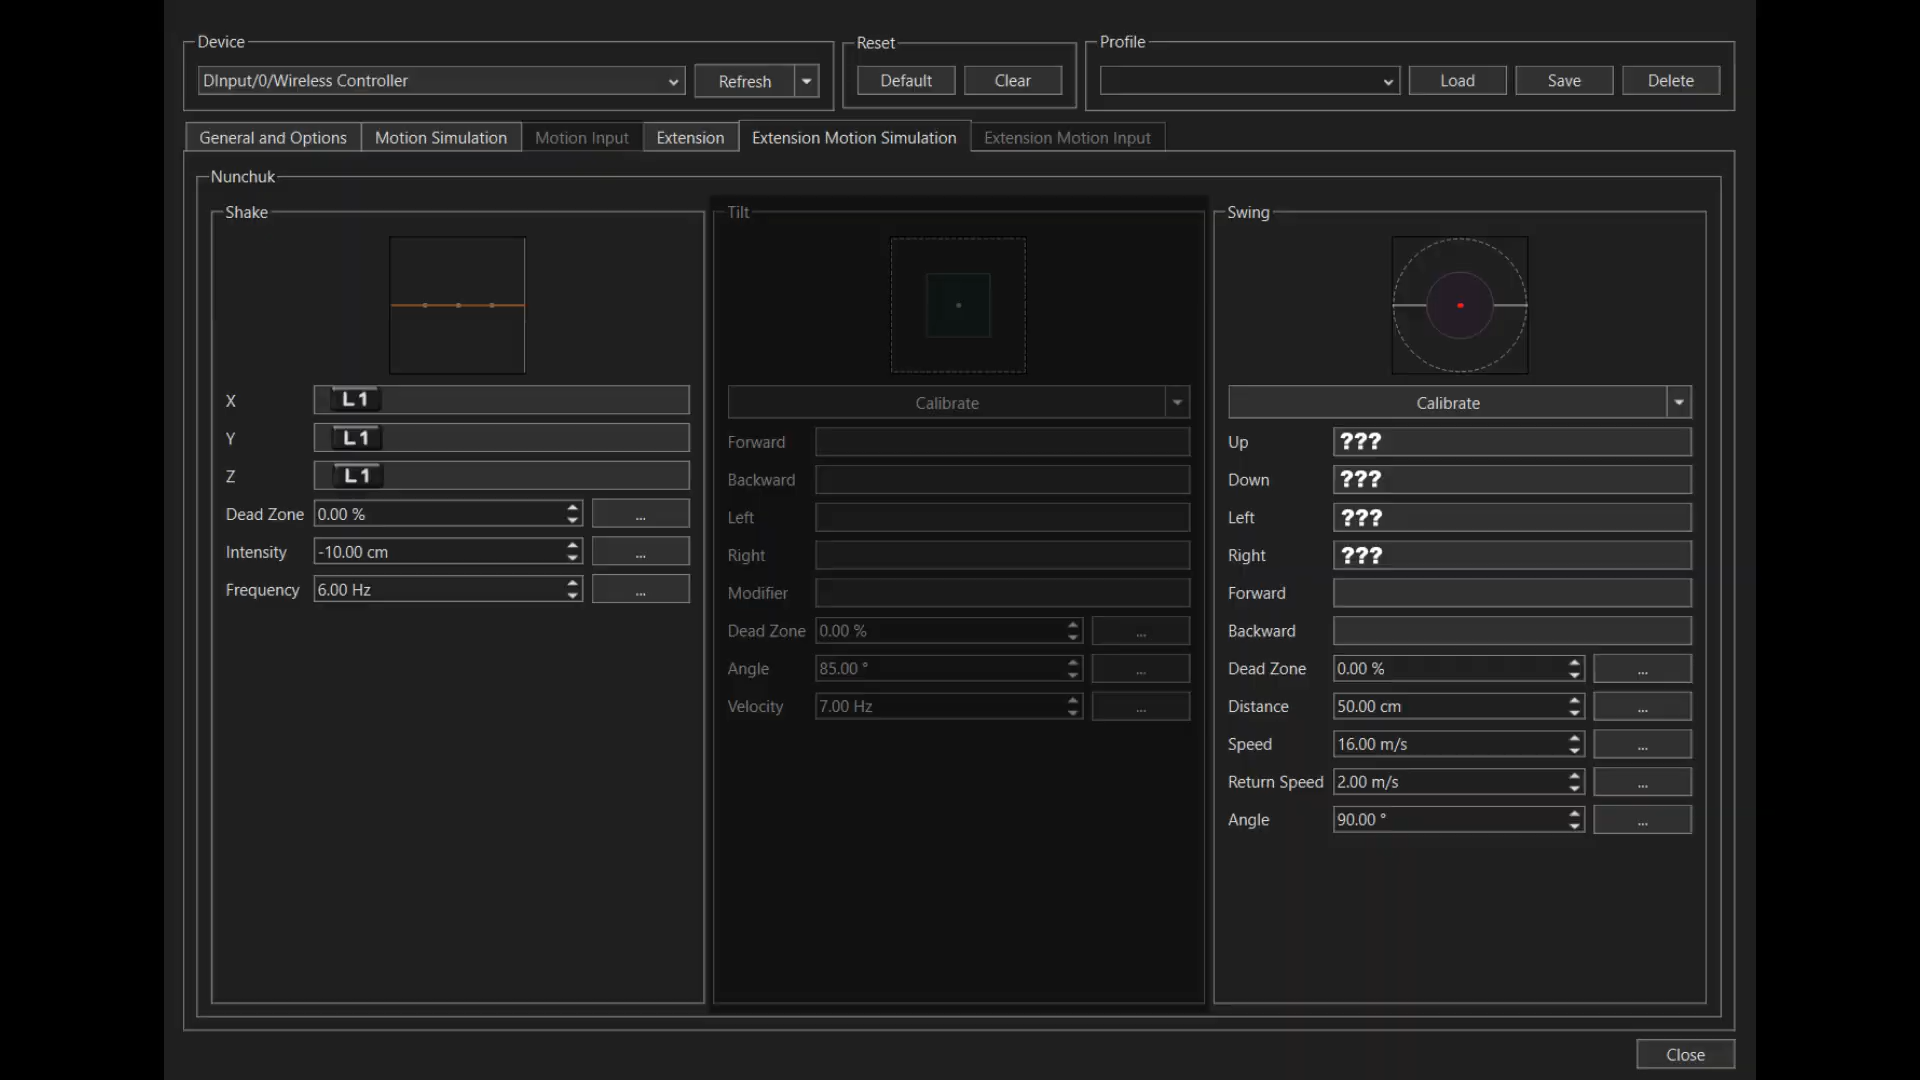 Device
Reset
Profile
DInput/0/Wireless Controller
Refresh
Default
Clear
Load
Save
Delete
General and Options
Motion Simulation
Motion Input
Extension
Extension Motion Simulation
Extension Motion Input
Nunchuk
Shake
X
L1
Y
L1
Z
L1
Dead Zone
0.00 %
...
Intensity
-10.00 cm
...
Frequency
6.00 Hz
...
Tilt
Calibrate
Forward
Backward
Left
Right
Modifier
Dead Zone
0.00 %
...
Angle
85.00 °
...
Velocity
7.00 Hz
...
Swing
Calibrate
Up
???
Down
???
Left
???
Right
???
Forward
Backward
Dead Zone
0.00 %
...
Distance
50.00 cm
...
Speed
16.00 m/s
...
Return Speed
2.00 m/s
...
Angle
90.00 °
...
Close